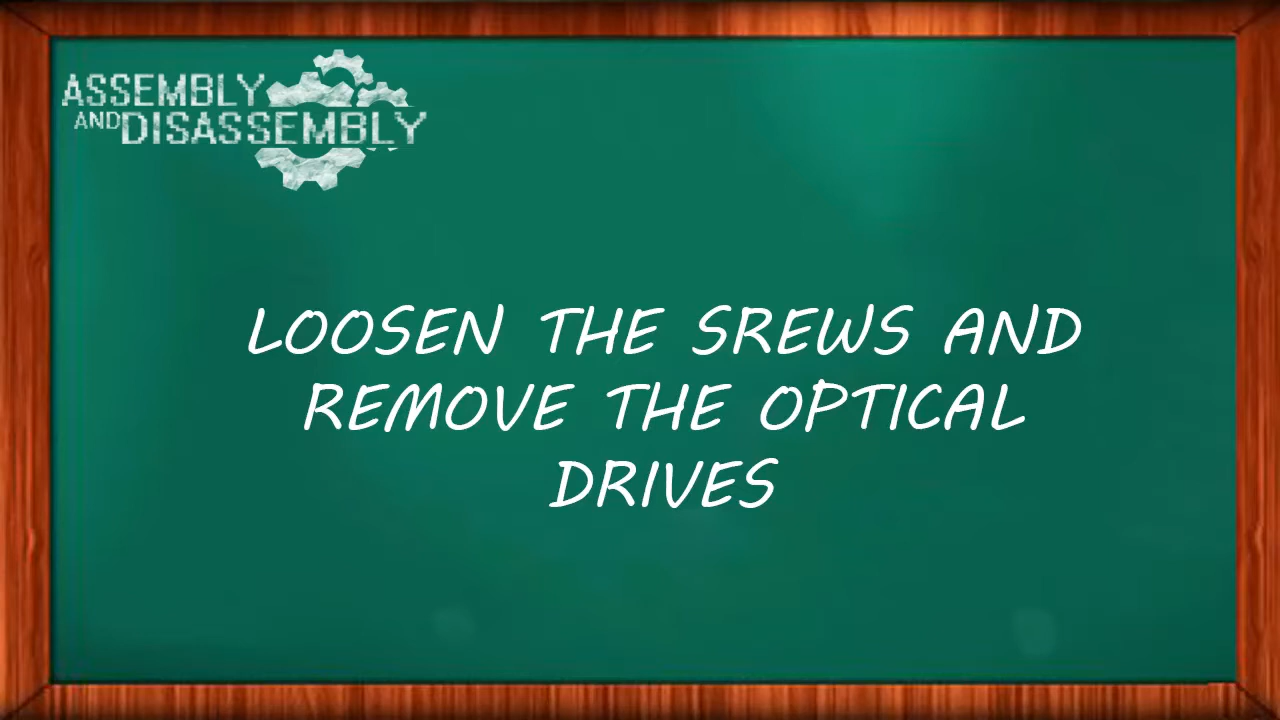 ASSEMBLY
AND DISASSEMBLY
LOOSEN THE SREWS AND
REMOVE THE OPTICAL
DRIVES